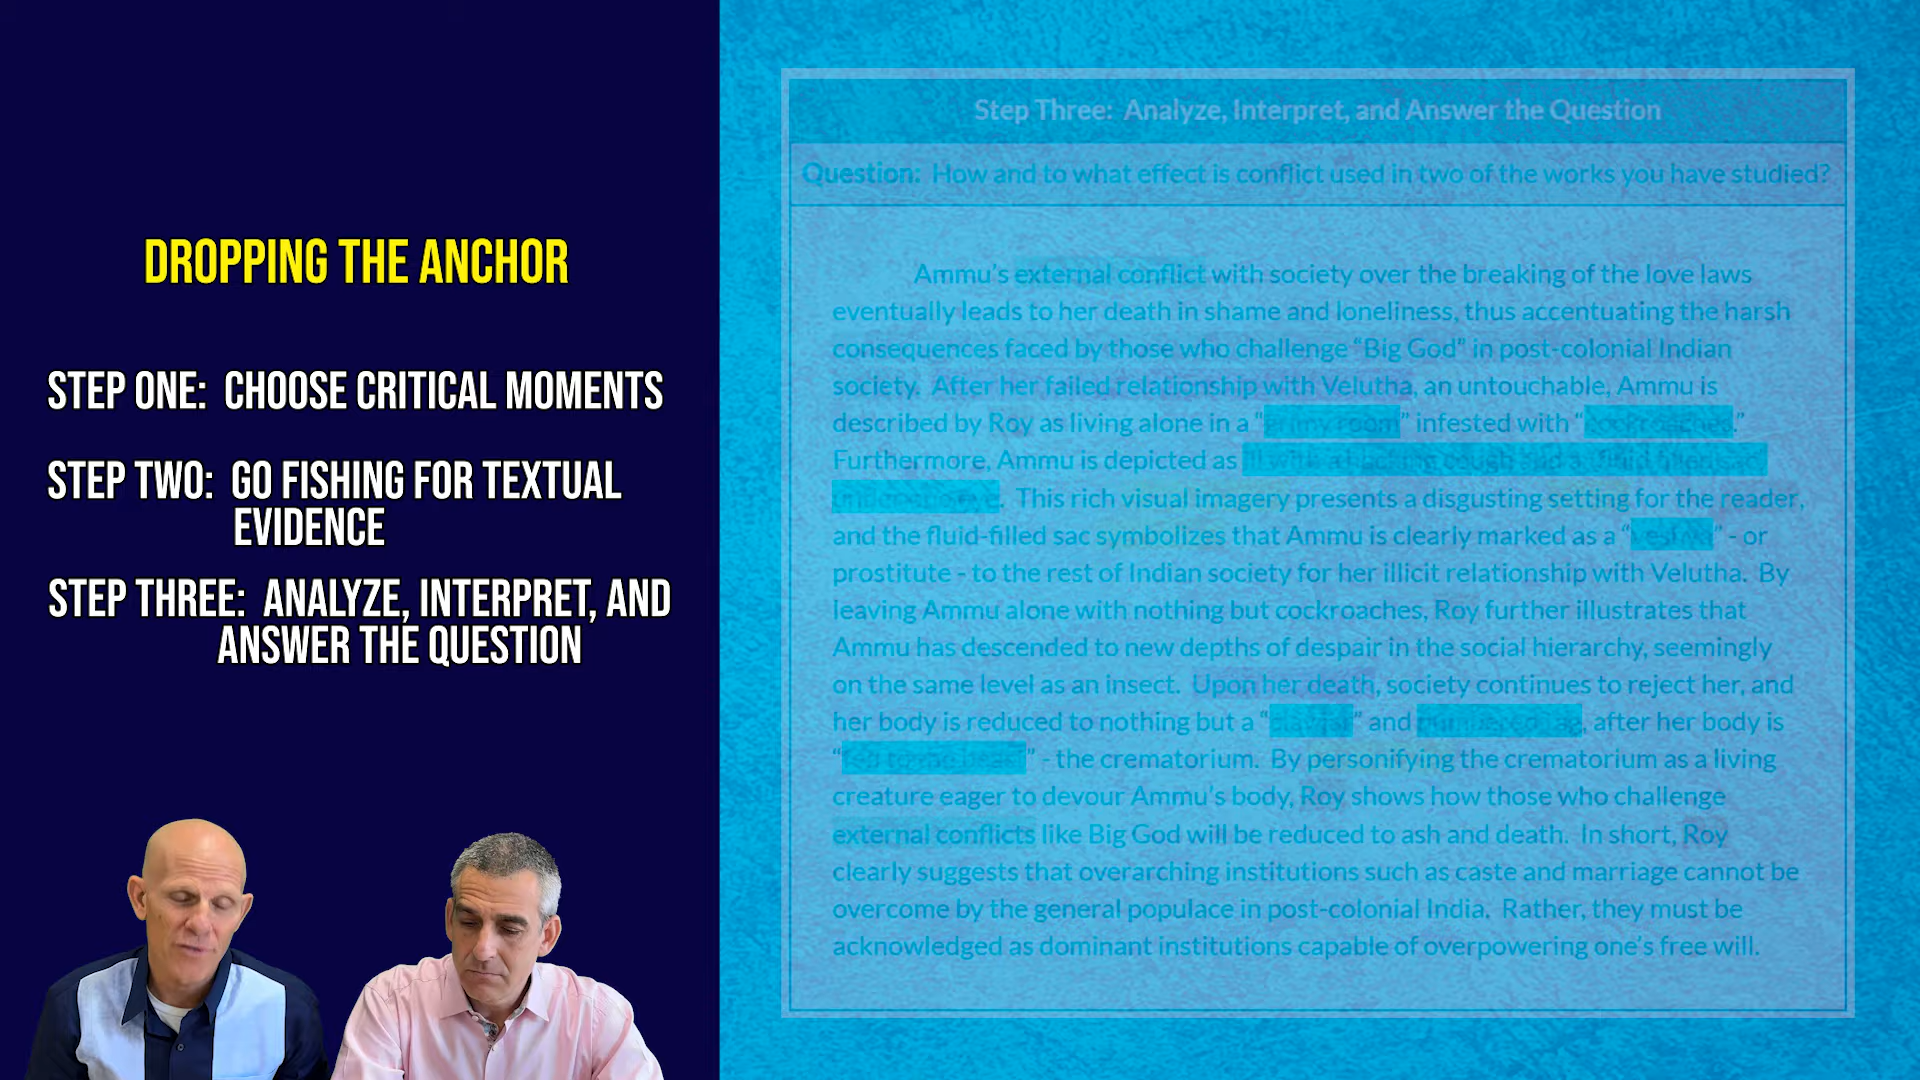 DROPPING THE ANCHOR
STEP ONE: CHOOSE CRITICAL MOMENTS
STEP TWO: GO FISHING FOR TEXTUAL
EVIDENCE
STEP THREE: ANALYZE, INTERPRET, AND
ANSWER THE QUESTION
Step Three: Analyze, Interpret, and Answer the Question
Question: How and to what effect is conflict used in two of the works you have studied?
Ammu's external conflict with society over the breaking of the love laws
eventually leads to her death in shame and loneliness, thus accentuating the harsh
consequences faced by those who challenge “Big God” in post-colonial Indian
society. After her failed relationship with Velutha, an untouchable, Ammu is
described by Roy as living alone in a “grimy room” infested with “cockroaches.”
Furthermore, Ammu is depicted as ill with a hacking cough and a
. This rich visual imagery presents a disgusting setting for the reader,
and the fluid-filled sac symbolizes that Ammu is clearly marked as a “” - or
prostitute - to the rest of Indian society for her illicit relationship with Velutha. By
leaving Ammu alone with nothing but cockroaches, Roy further illustrates that
Ammu has descended to new depths of despair in the social hierarchy, seemingly
on the same level as an insect. Upon her death, society continues to reject her, and
her body is reduced to nothing but a “” and numbered tag, after her body is
“fed to the beast” - the crematorium. By personifying the crematorium as a living
creature eager to devour Ammu's body, Roy shows how those who challenge
external conflicts like Big God will be reduced to ash and death. In short, Roy
clearly suggests that overarching institutions such as caste and marriage cannot be
overcome by the general populace in post-colonial India. Rather, they must be
acknowledged as dominant institutions capable of overpowering one's free will.